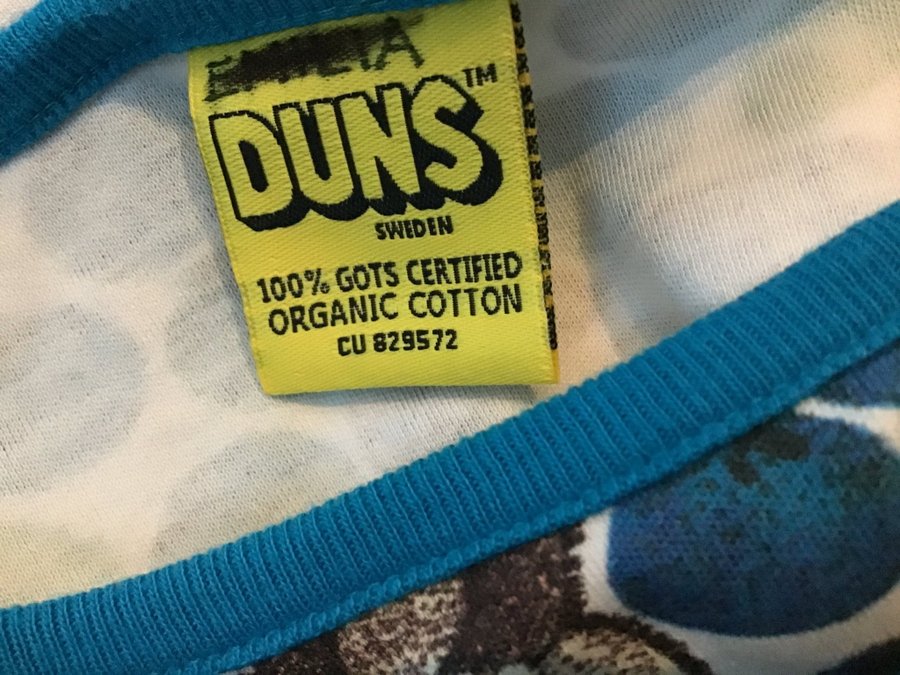 DUNS™
SWEDEN
100% GOTS CERTIFIED
ORGANIC COTTON
CU 829572